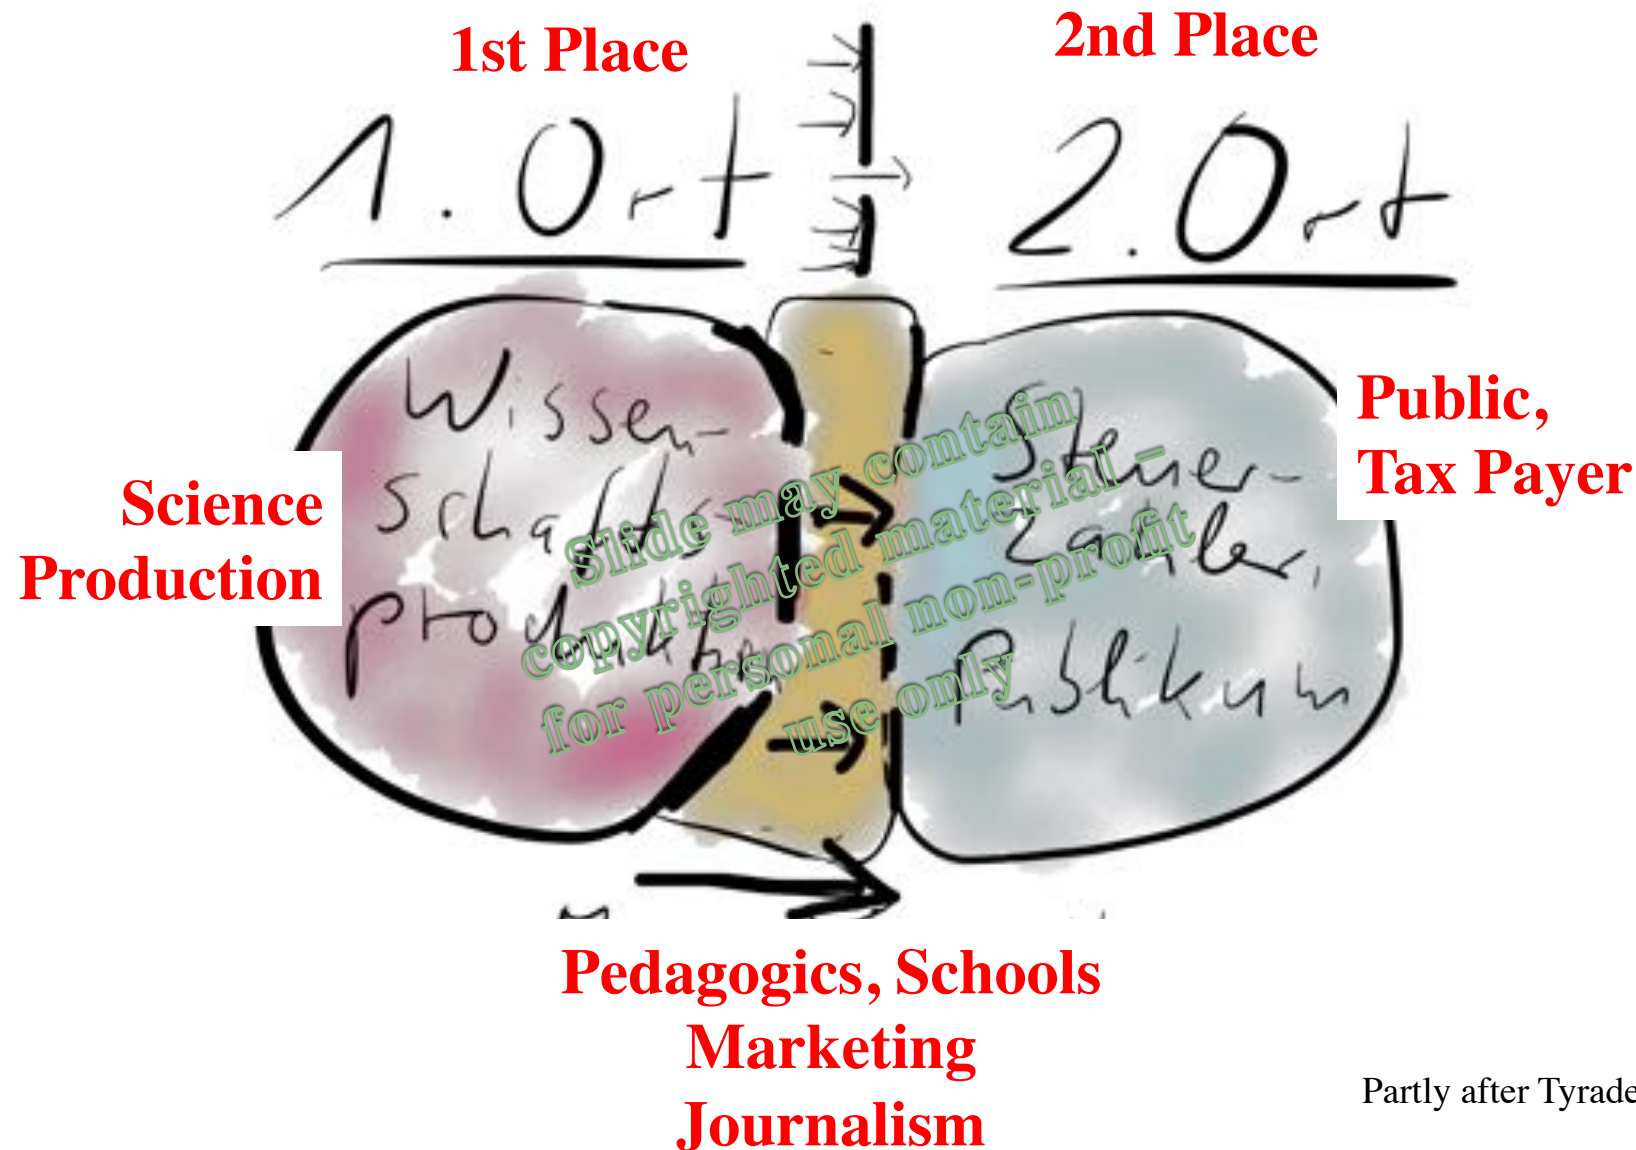 1st Place
2nd Place
1. Ort
2. Ort
Wissen-
schafts
produktion
Steuer-
zahler,
Publikum
Science
Production
Public,
Tax Payer
Slide may contain
copyrighted material –
for personal non-profit
use only
Pedagogics, Schools
Marketing
Journalism
Partly after Tyrade